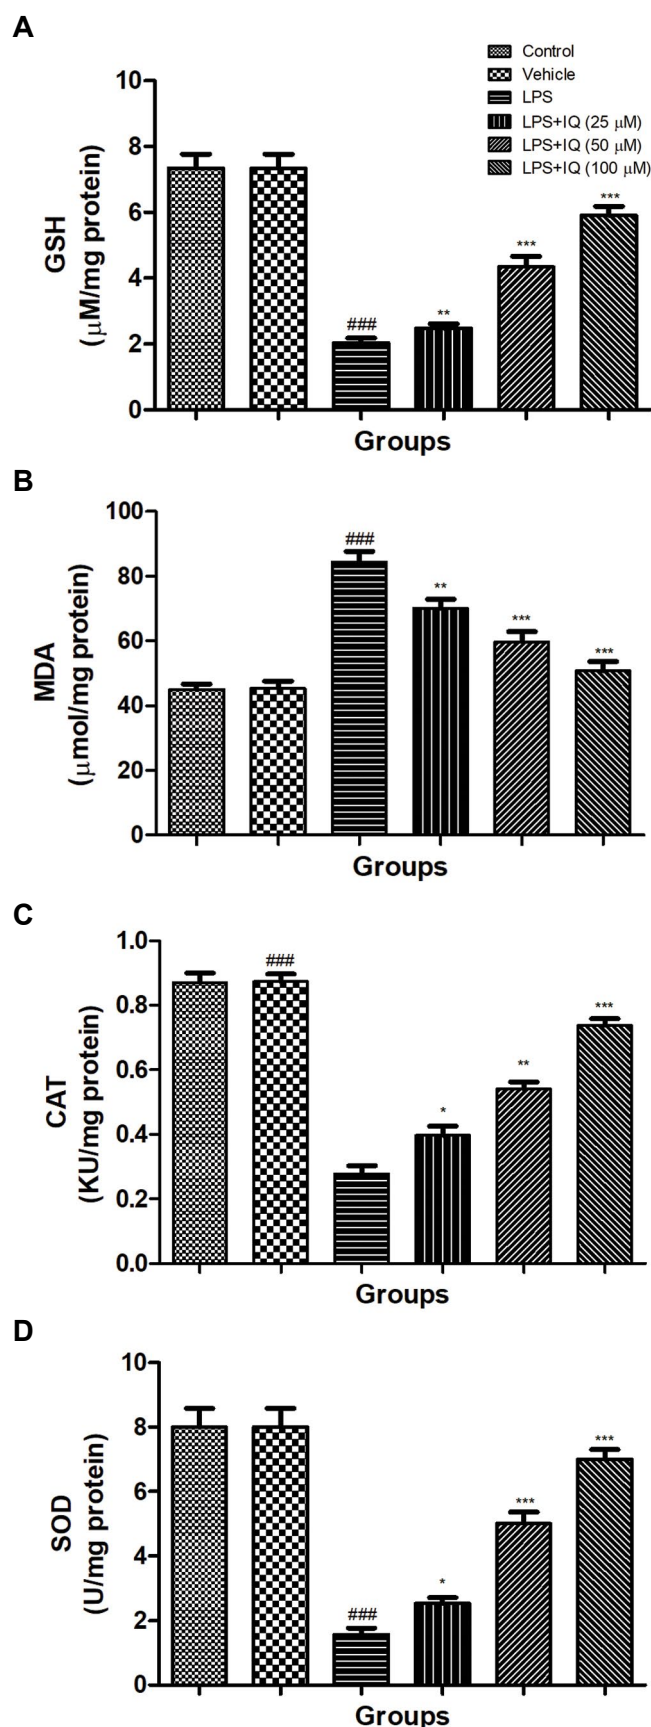 A
Control
Vehicle
LPS
LPS+IQ (25 μM)
LPS+IQ (50 μM)
LPS+IQ (100 μM)
GSH
(μM/mg protein)
10
8
6
4
2
0
###
**
***
***
Groups
B
MDA
(μmol/mg protein)
100
80
60
40
20
0
###
**
***
***
Groups
C
CAT
(KU/mg protein)
1.0
0.8
0.6
0.4
0.2
0.0
###
*
**
***
Groups
D
SOD
(U/mg protein)
10
8
6
4
2
0
###
*
***
***
Groups